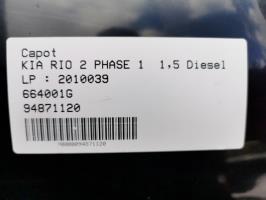 Capot
KIA RIO 2 PHASE 1 1,5 Diesel
LP : 2010039
664001G
94871120